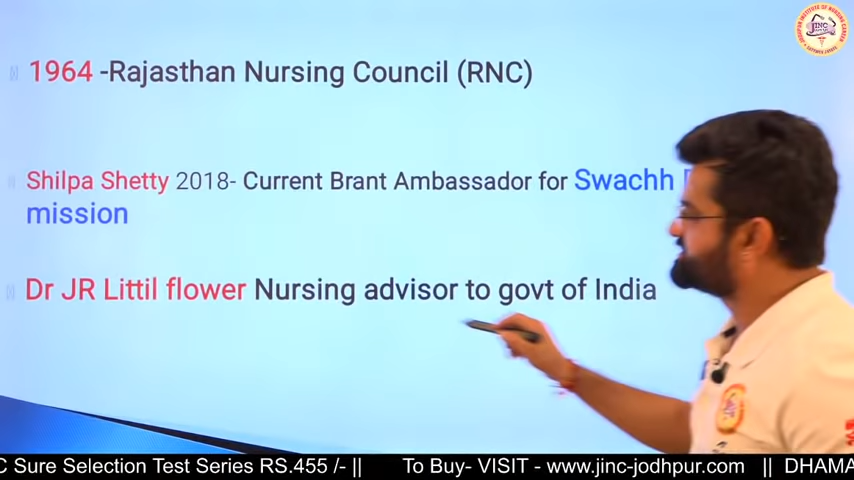 JINC
1964 -Rajasthan Nursing Council (RNC)
Shilpa Shetty 2018- Current Brant Ambassador for Swachh
mission
Dr JR Littil flower Nursing advisor to govt of India
C Sure Selection Test Series RS.455 /- || To Buy- VISIT - www.jinc-jodhpur.com || DHAMA